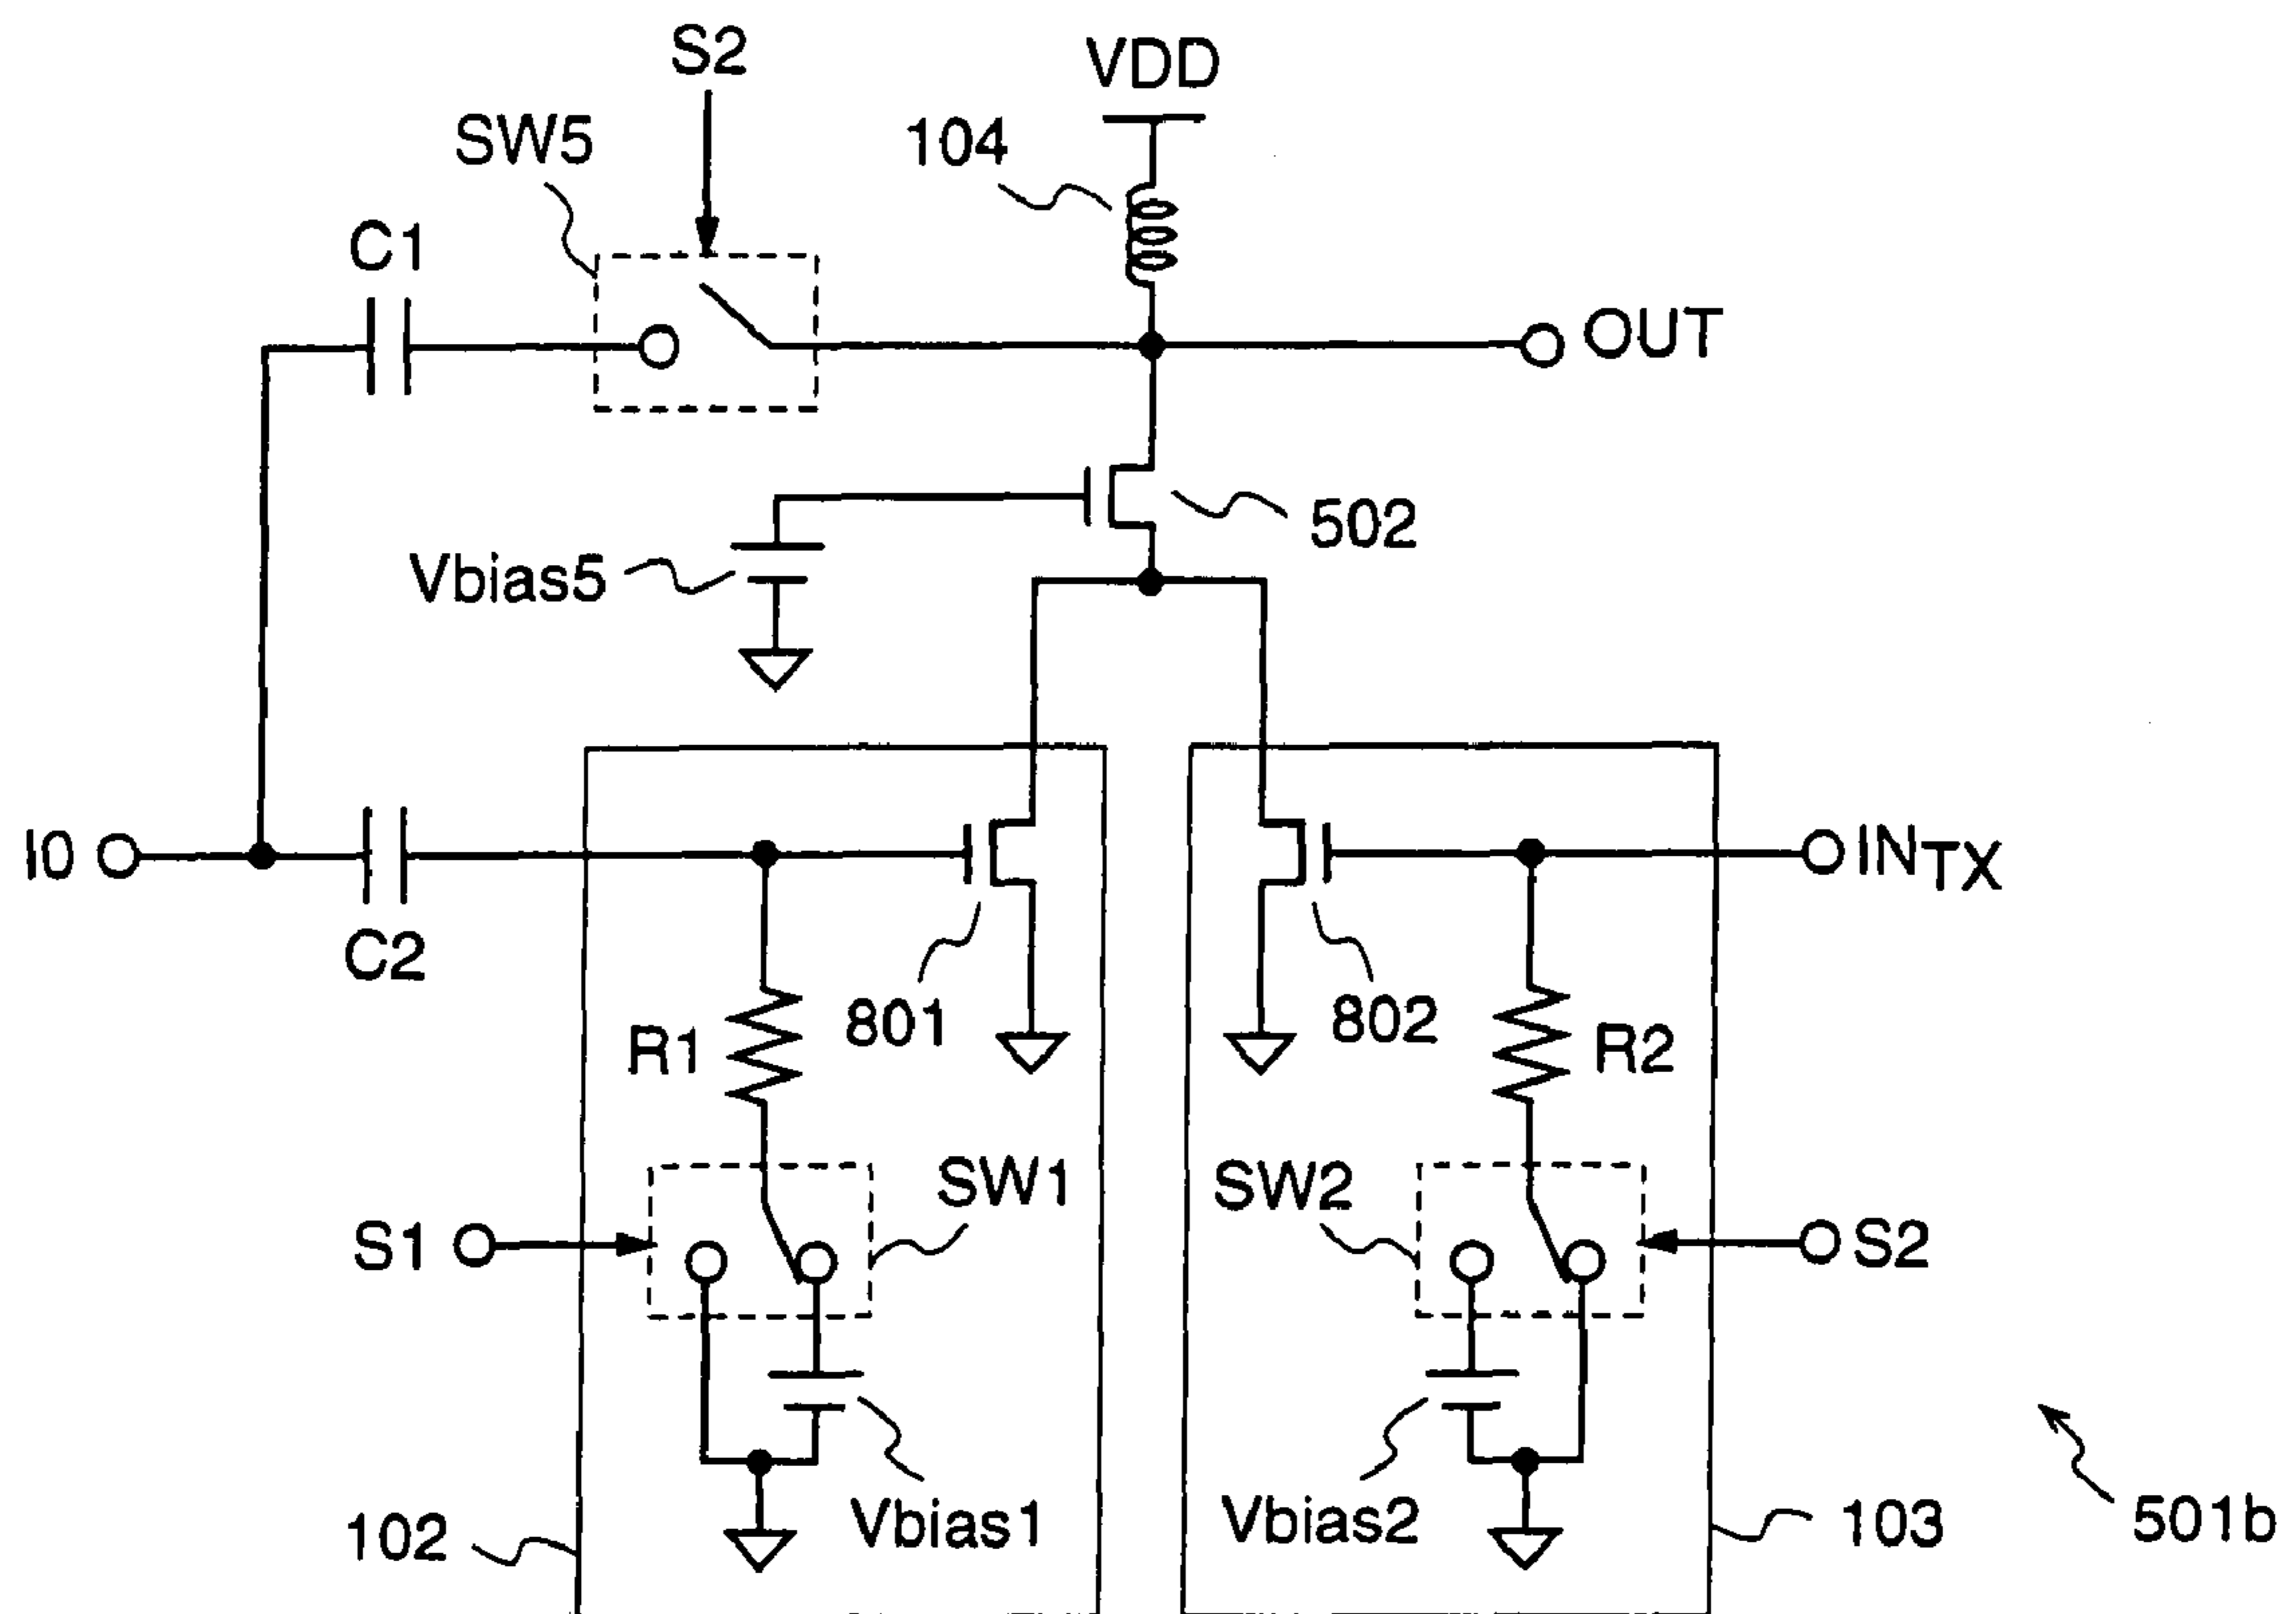 S2
VDD
SW5
104
C1
OUT
502
Vbias5
I0
INTX
C2
801
802
R1
R2
SW1
SW2
S1
S2
Vbias1
Vbias2
102
103
501b